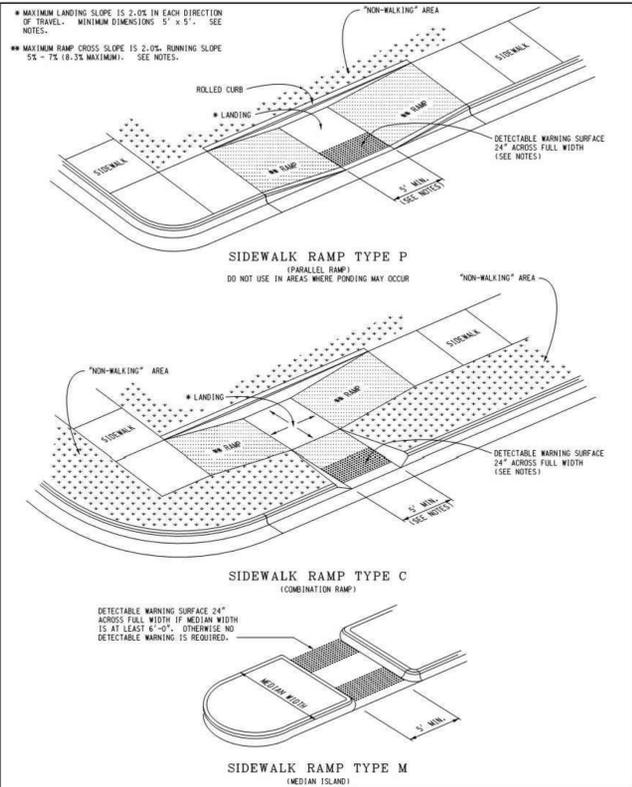 * MAXIMUM LANDING SLOPE IS 2.0% IN EACH DIRECTION
OF TRAVEL. MINIMUM DIMENSIONS 5' x 5'. SEE
NOTES.
** MAXIMUM RAMP CROSS SLOPE IS 2.0%. RUNNING SLOPE
5% - 7% (8.3% MAXIMUM). SEE NOTES.
"NON-WALKING" AREA
SIDEWALK
ROLLED CURB
* LANDING
** RAMP
SIDEWALK
** RAMP
DETECTABLE WARNING SURFACE
24" ACROSS FULL WIDTH
(SEE NOTES)
5' MIN.
(SEE NOTES)
SIDEWALK RAMP TYPE P
(PARALLEL RAMP)
DO NOT USE IN AREAS WHERE PONDING MAY OCCUR
"NON-WALKING" AREA
SIDEWALK
"NON-WALKING" AREA
* LANDING
** RAMP
SIDEWALK
** RAMP
DETECTABLE WARNING SURFACE
24" ACROSS FULL WIDTH
(SEE NOTES)
5' MIN.
(SEE NOTES)
SIDEWALK RAMP TYPE C
(COMBINATION RAMP)
DETECTABLE WARNING SURFACE 24"
ACROSS FULL WIDTH IF MEDIAN WIDTH
IS AT LEAST 6'-0". OTHERWISE NO
DETECTABLE WARNING IS REQUIRED.
MEDIAN WIDTH
5' MIN.
SIDEWALK RAMP TYPE M
(MEDIAN ISLAND)